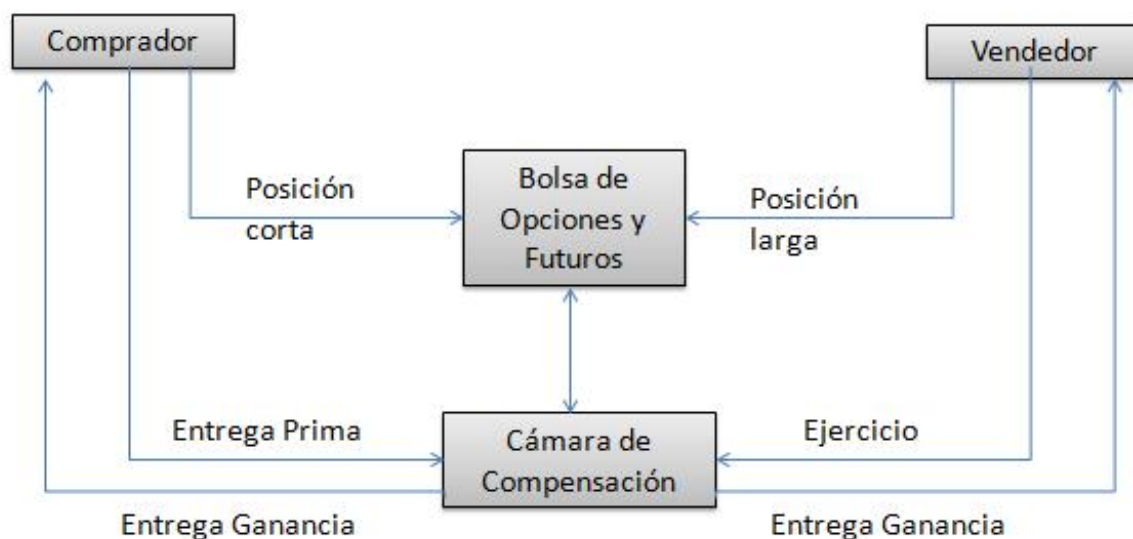 Comprador
Vendedor
Bolsa de
Opciones y
Futuros
Posición
corta
Posición
larga
Entrega Prima
Cámara de
Compensación
Ejercicio
Entrega Ganancia
Entrega Ganancia